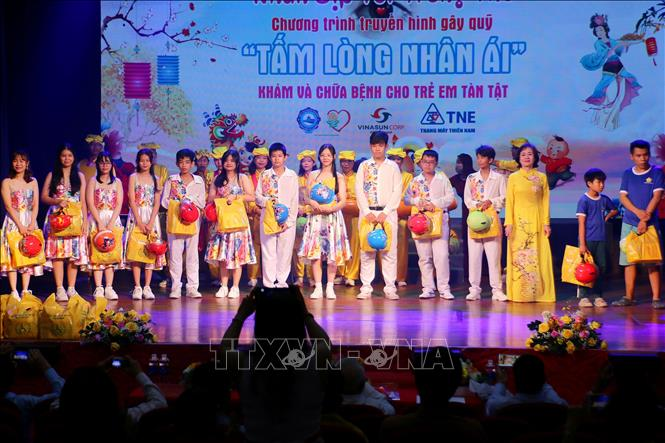 Chương trình truyền hình gây quỹ
“TẤM LÒNG NHÂN ÁI”
KHÁM VÀ CHỮA BỆNH CHO TRẺ EM TÀN TẬT
VINASUN CORP.
TNE
THANG MÁY THIÊN NAM
TTXVN - VNA